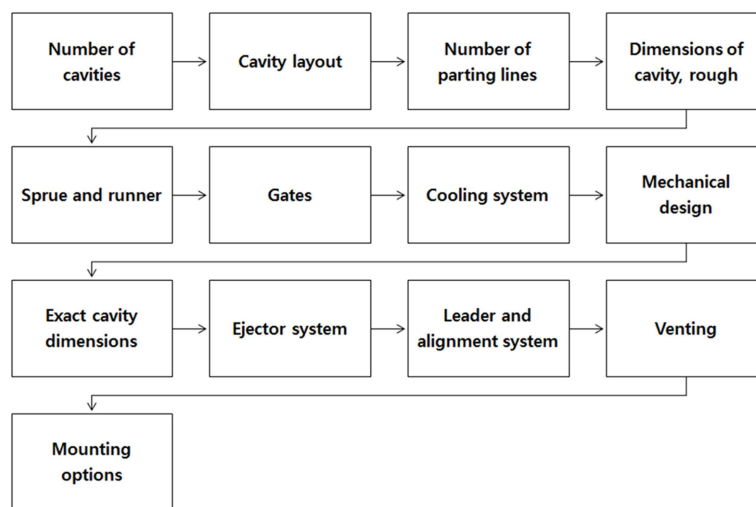 Number of
cavities
Cavity layout
Number of
parting lines
Dimensions of
cavity, rough
Sprue and runner
Gates
Cooling system
Mechanical
design
Exact cavity
dimensions
Ejector system
Leader and
alignment system
Venting
Mounting
options